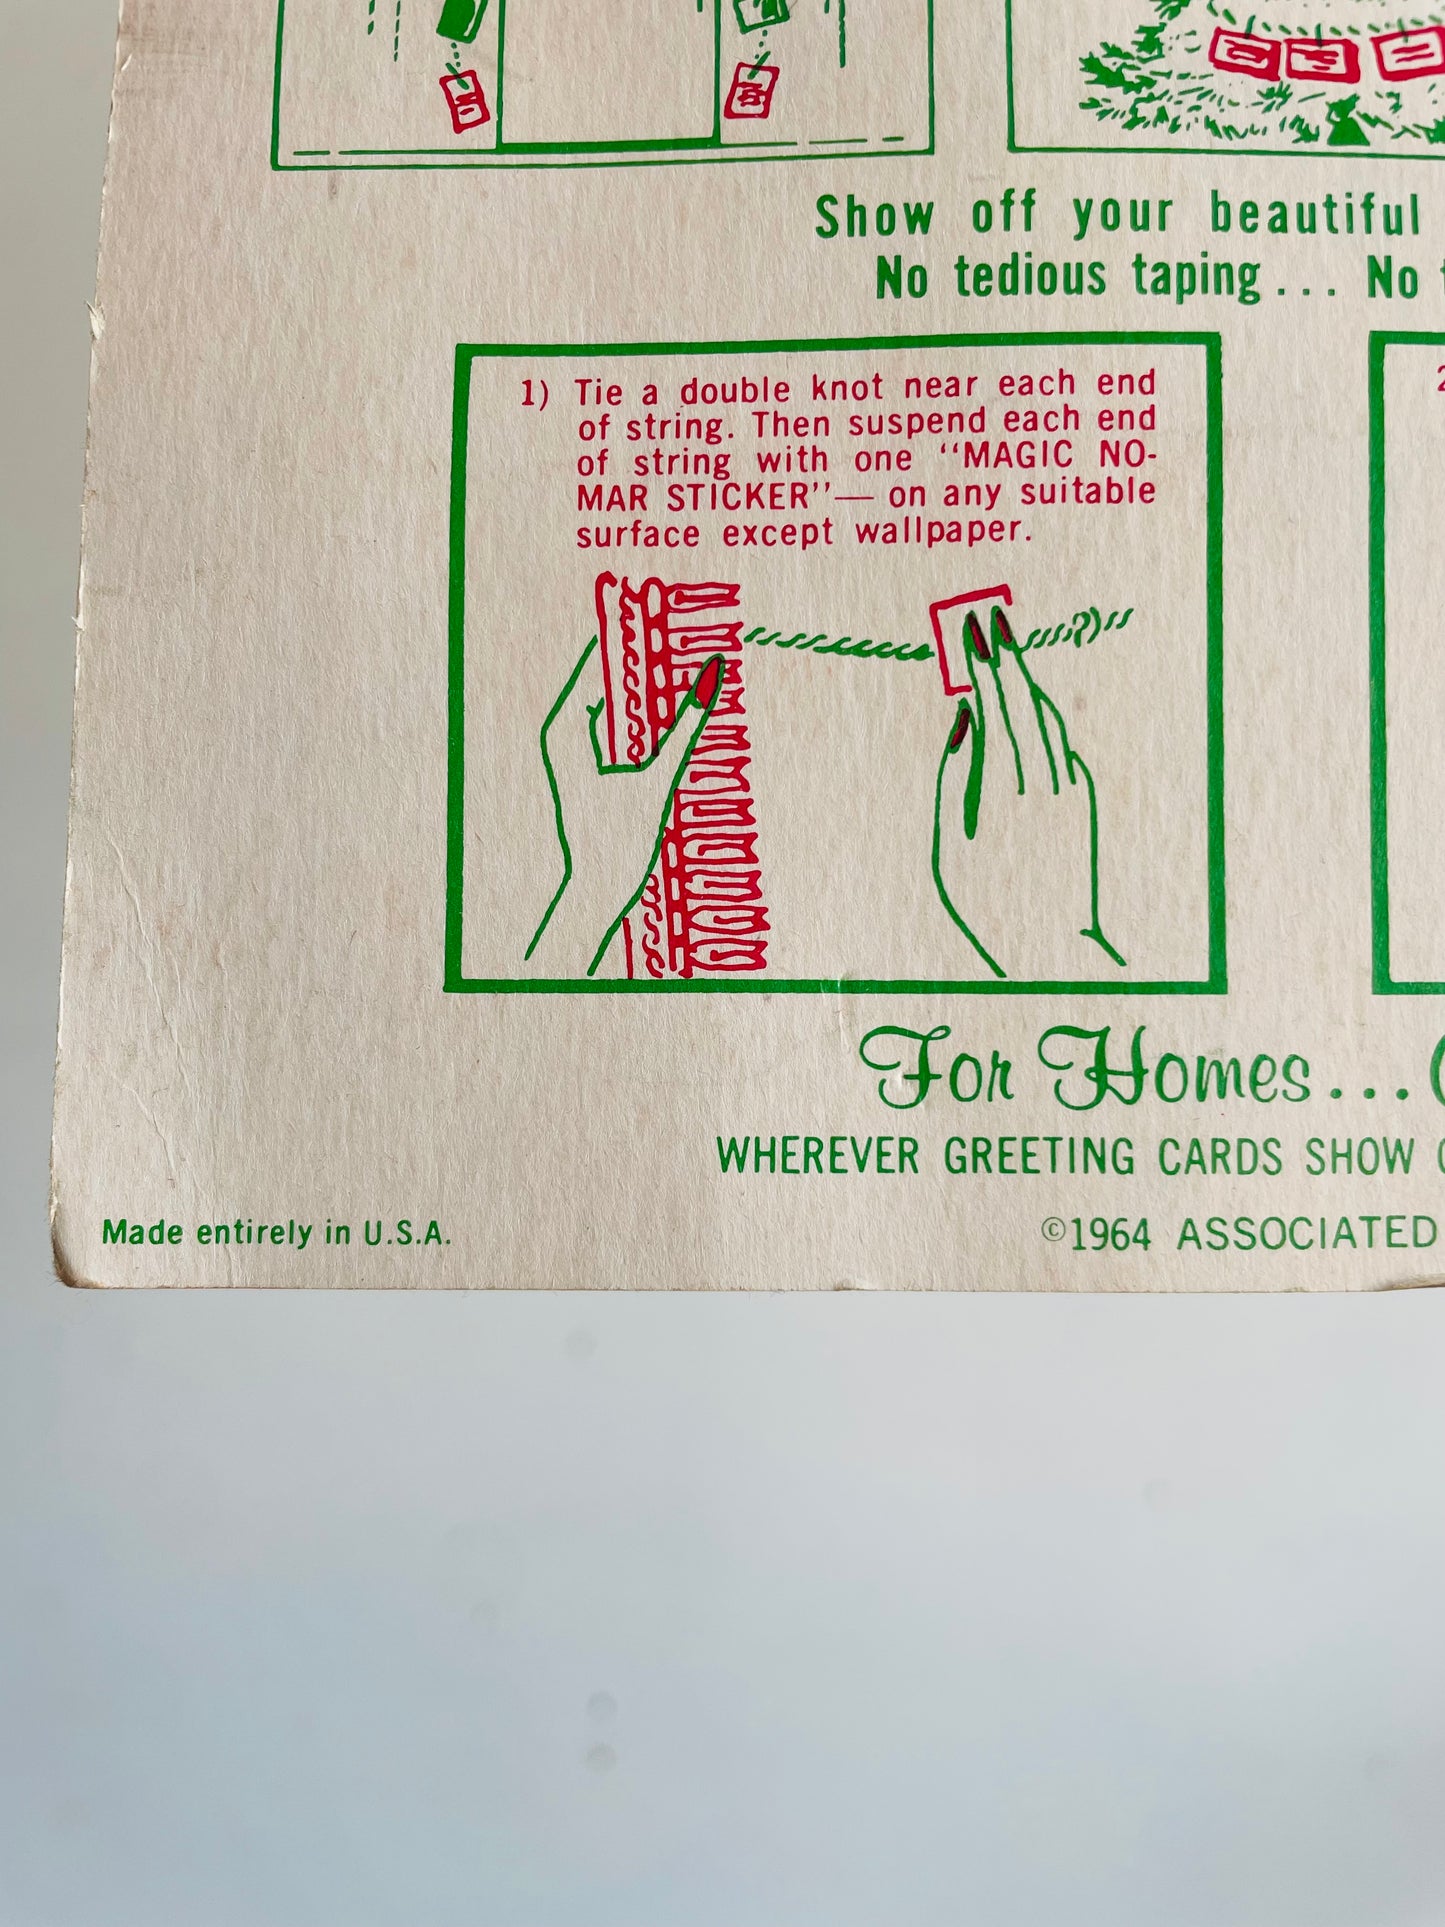 Show off your beautiful
No tedious taping... No
1) Tie a double knot near each end
of string. Then suspend each end
of string with one "MAGIC NO-
MAR STICKER"— on any suitable
surface except wallpaper.
For Homes...
WHEREVER GREETING CARDS SHOW
Made entirely in U.S.A.
©1964 ASSOCIATED